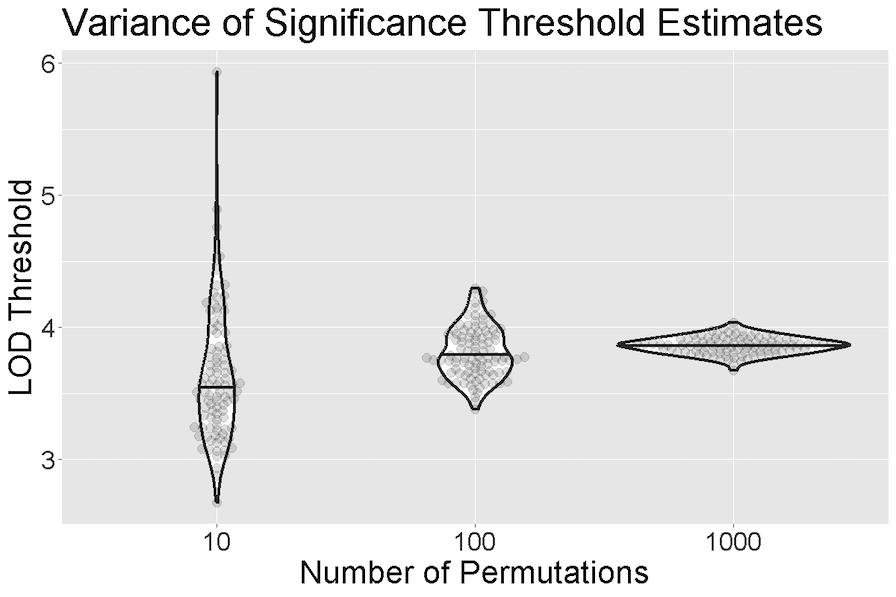 Variance of Significance Threshold Estimates
6
5
4
3
LOD Threshold
10 100 1000
Number of Permutations